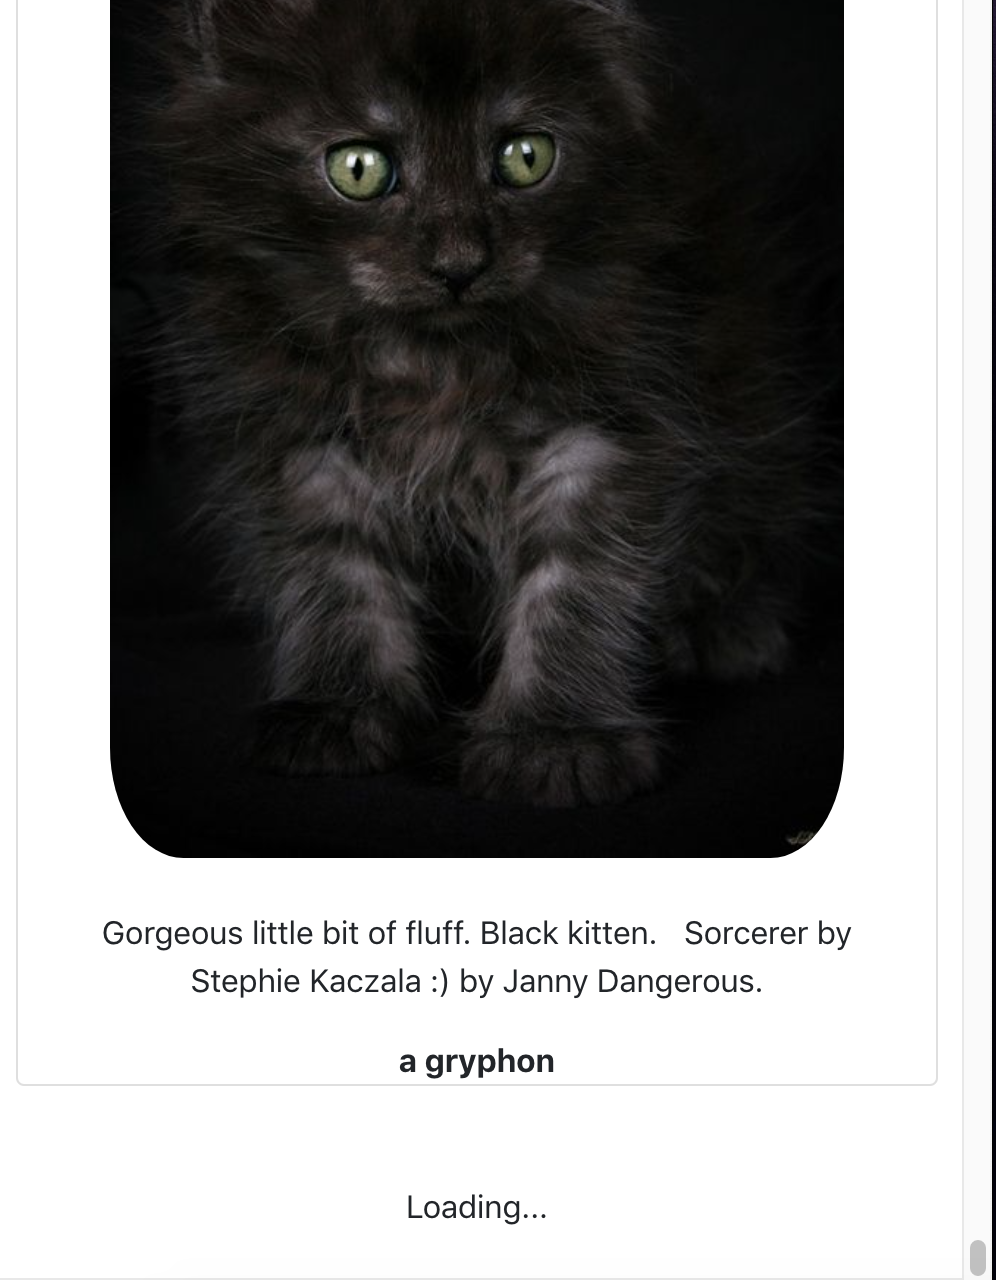 Gorgeous little bit of fluff. Black kitten.   Sorcerer by
Stephie Kaczala :) by Janny Dangerous.
a gryphon
Loading...